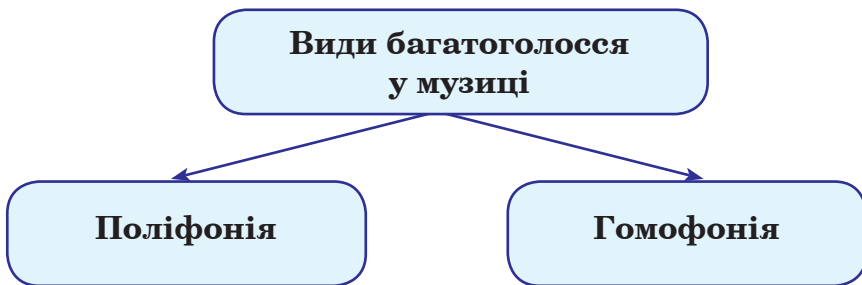 Види багатоголосся
у музиці
Поліфонія
Гомофонія